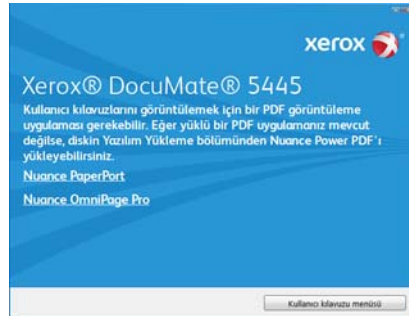 xerox
Xerox® DocuMate® 5445
Kullanıcı kılavuzlarını görüntülemek için bir PDF görüntüleme
uygulaması gerekebilir. Eğer yüklü bir PDF uygulamanız mevcut
değilse, diskin Yazılım Yükleme bölümünden Nuance Power PDF'ı
yükleyebilirsiniz.
Nuance PaperPort
Nuance OmniPage Pro
Kullanıcı kılavuzu menüsü